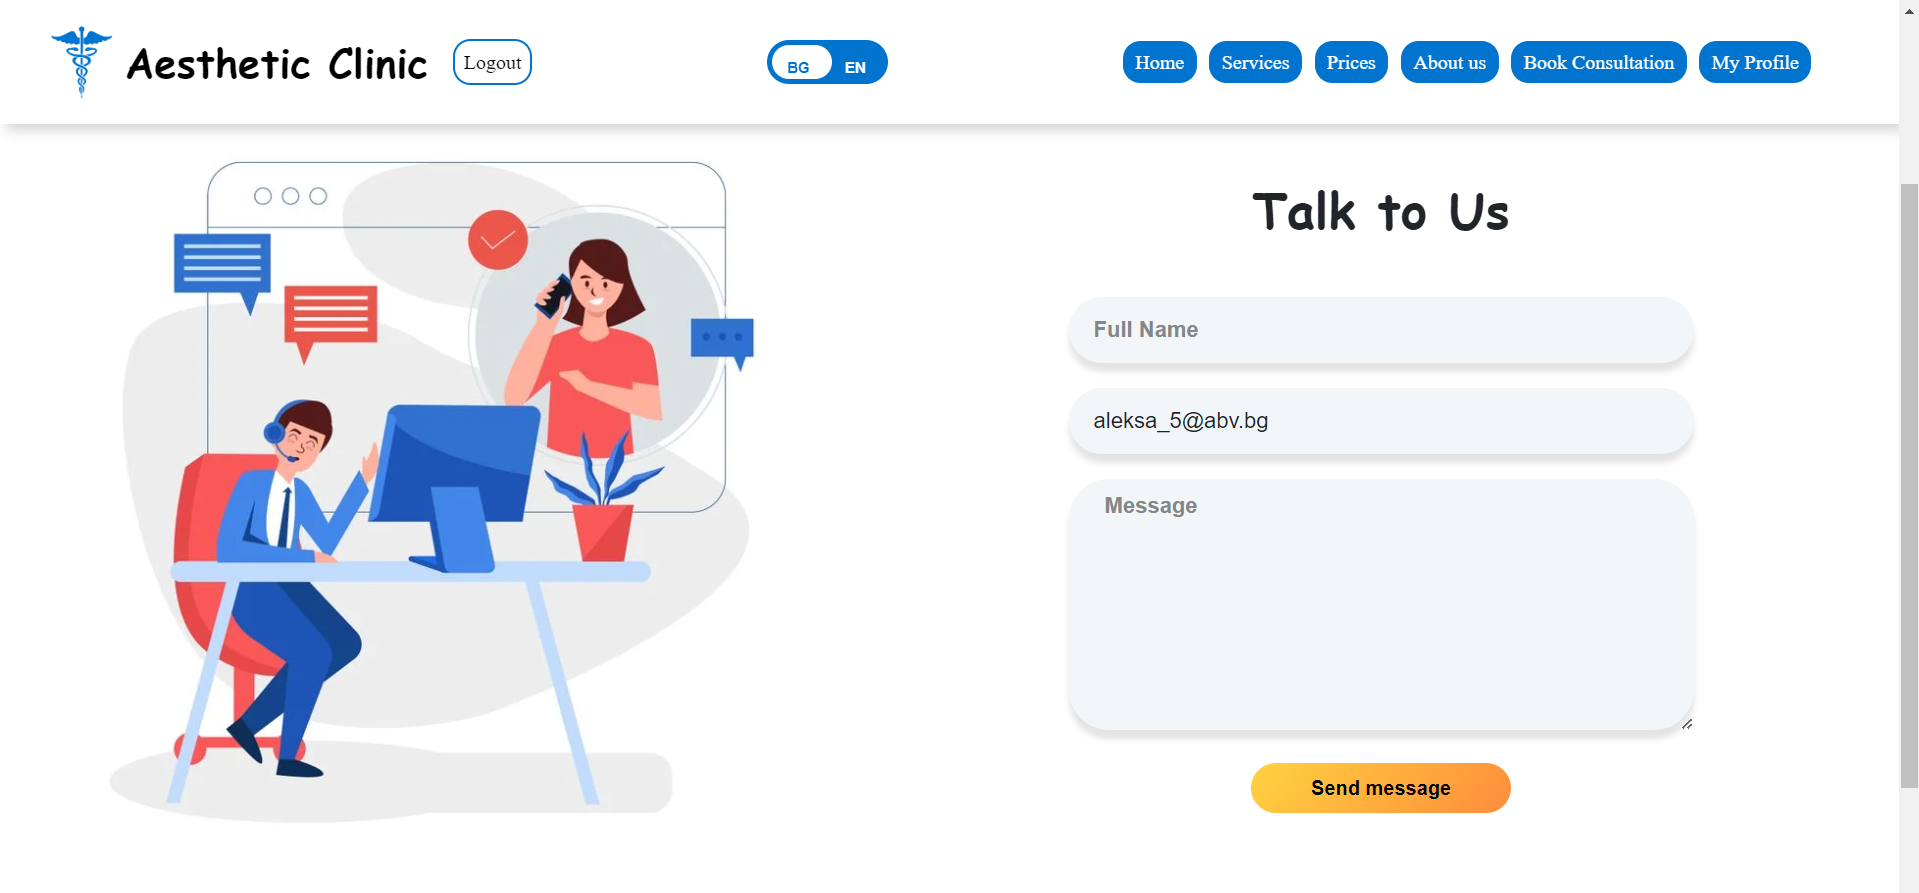 Aesthetic Clinic
Logout
BG
EN
Home
Services
Prices
About us
Book Consultation
My Profile
Talk to Us
Full Name
aleksa_5@abv.bg
Message
Send message